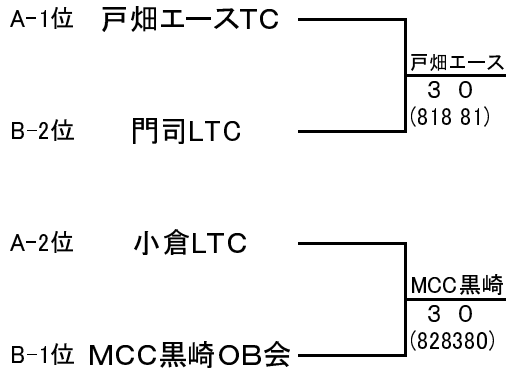 A-1位 戸畑エースTC
戸畑エース
3 0
(818 81)
B-2位 門司LTC
A-2位 小倉LTC
MCC黒崎
3 0
(828380)
B-1位 MCC黒崎OB会